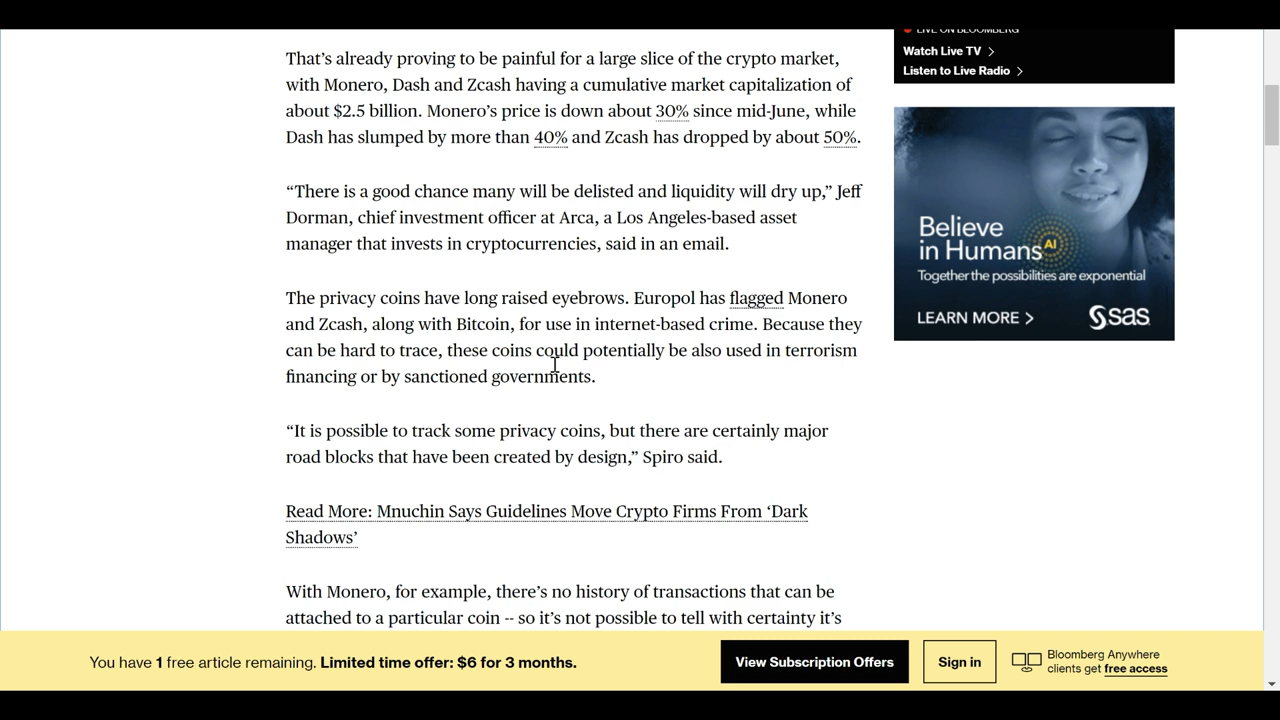 That’s already proving to be painful for a large slice of the crypto market,
with Monero, Dash and Zcash having a cumulative market capitalization of
about $2.5 billion. Monero’s price is down about 30% since mid-June, while
Dash has slumped by more than 40% and Zcash has dropped by about 50%.
“There is a good chance many will be delisted and liquidity will dry up,” Jeff
Dorman, chief investment officer at Arca, a Los Angeles-based asset
manager that invests in cryptocurrencies, said in an email.
The privacy coins have long raised eyebrows. Europol has flagged Monero
and Zcash, along with Bitcoin, for use in internet-based crime. Because they
can be hard to trace, these coins could potentially be also used in terrorism
financing or by sanctioned governments.
“It is possible to track some privacy coins, but there are certainly major
road blocks that have been created by design,” Spiro said.
Read More: Mnuchin Says Guidelines Move Crypto Firms From ‘Dark
Shadows’
With Monero, for example, there’s no history of transactions that can be
attached to a particular coin -- so it’s not possible to tell with certainty it’s
LIVE ON BLOOMBERG
Watch Live TV
Listen to Live Radio
Believe
in Humans AI
Together the possibilities are exponential
LEARN MORE
sas
You have 1 free article remaining. Limited time offer: $6 for 3 months.
View Subscription Offers
Sign in
Bloomberg Anywhere
clients get free access